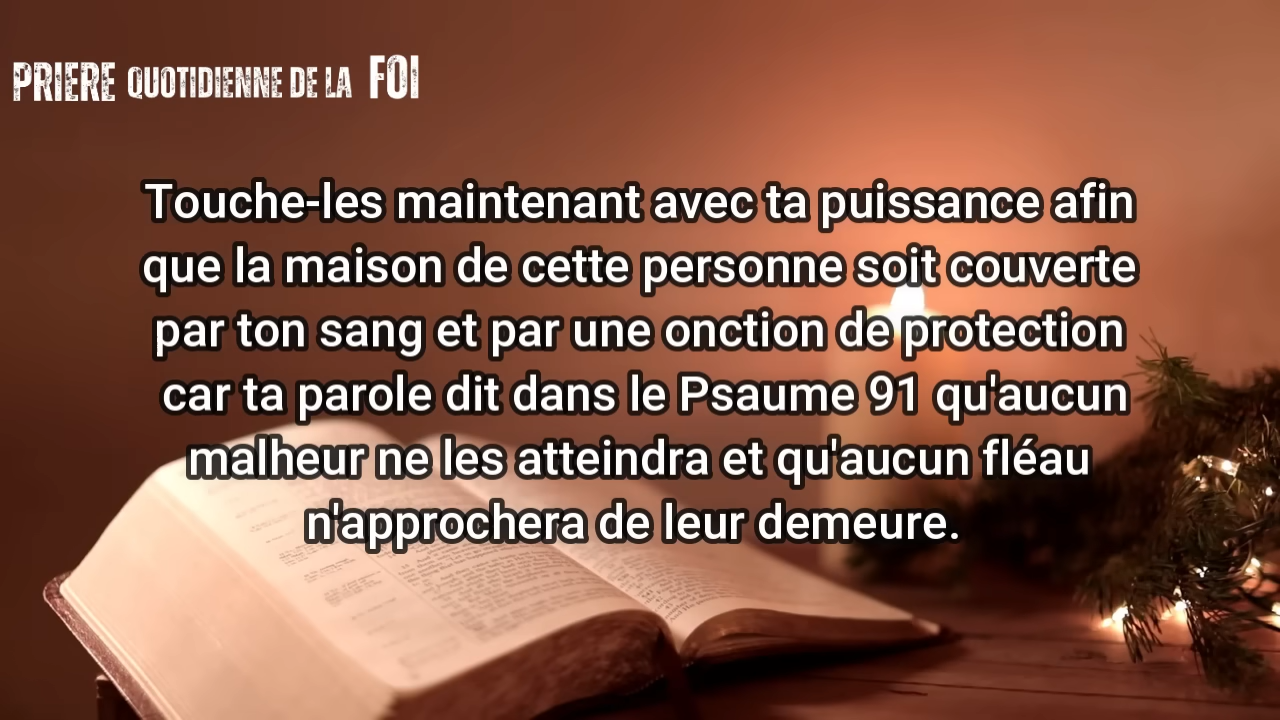 PRIERE QUOTIDIENNE DE LA FOI
Touche-les maintenant avec ta puissance afin
que la maison de cette personne soit couverte
par ton sang et par une onction de protection
car ta parole dit dans le Psaume 91 qu'aucun
malheur ne les atteindra et qu'aucun fléau
n'approchera de leur demeure.